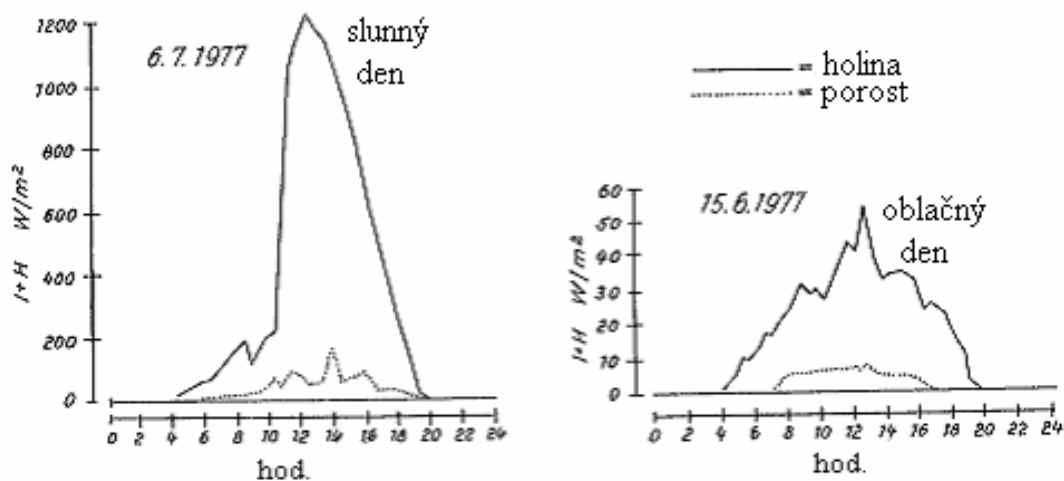 6.7.1977
slunný
den
I+H W/m²
1200
1000
800
600
400
200
0
0 2 4 6 8 10 12 14 16 18 20 22 24
hod.
= holina
= porost
15.6.1977
oblačný
den
I+H W/m²
60
50
40
30
20
10
0
0 2 4 6 8 10 12 14 16 18 20 22 24
hod.